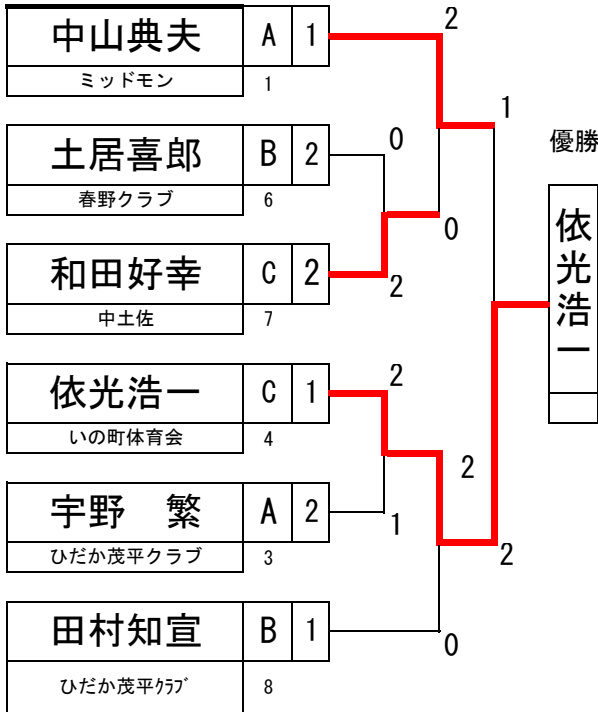 中山典夫 A 1
ミッドモン 1
土居喜郎 B 2
春野クラブ 6
和田好幸 C 2
中土佐 7
依光浩一 C 1
いの町体育会 4
宇野　繁 A 2
ひだか茂平クラブ 3
田村知宣 B 1
ひだか茂平ｸﾗﾌﾞ 8
2
0
0
2
2
1
2
0
1
2
優勝
依光浩一